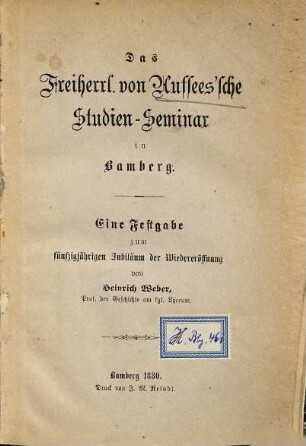 Das
Freiherrl. von Aufsees'sche
Studien-Seminar
in
Bamberg.
Eine Festgabe
zum
fünfzigjährigen Jubiläum der Wiedereröffnung
von
Heinrich Weber,
Prof. der Geschichte am kgl. Lyceum.
Bamberg 1880.
Druck von J. M. Reindl.